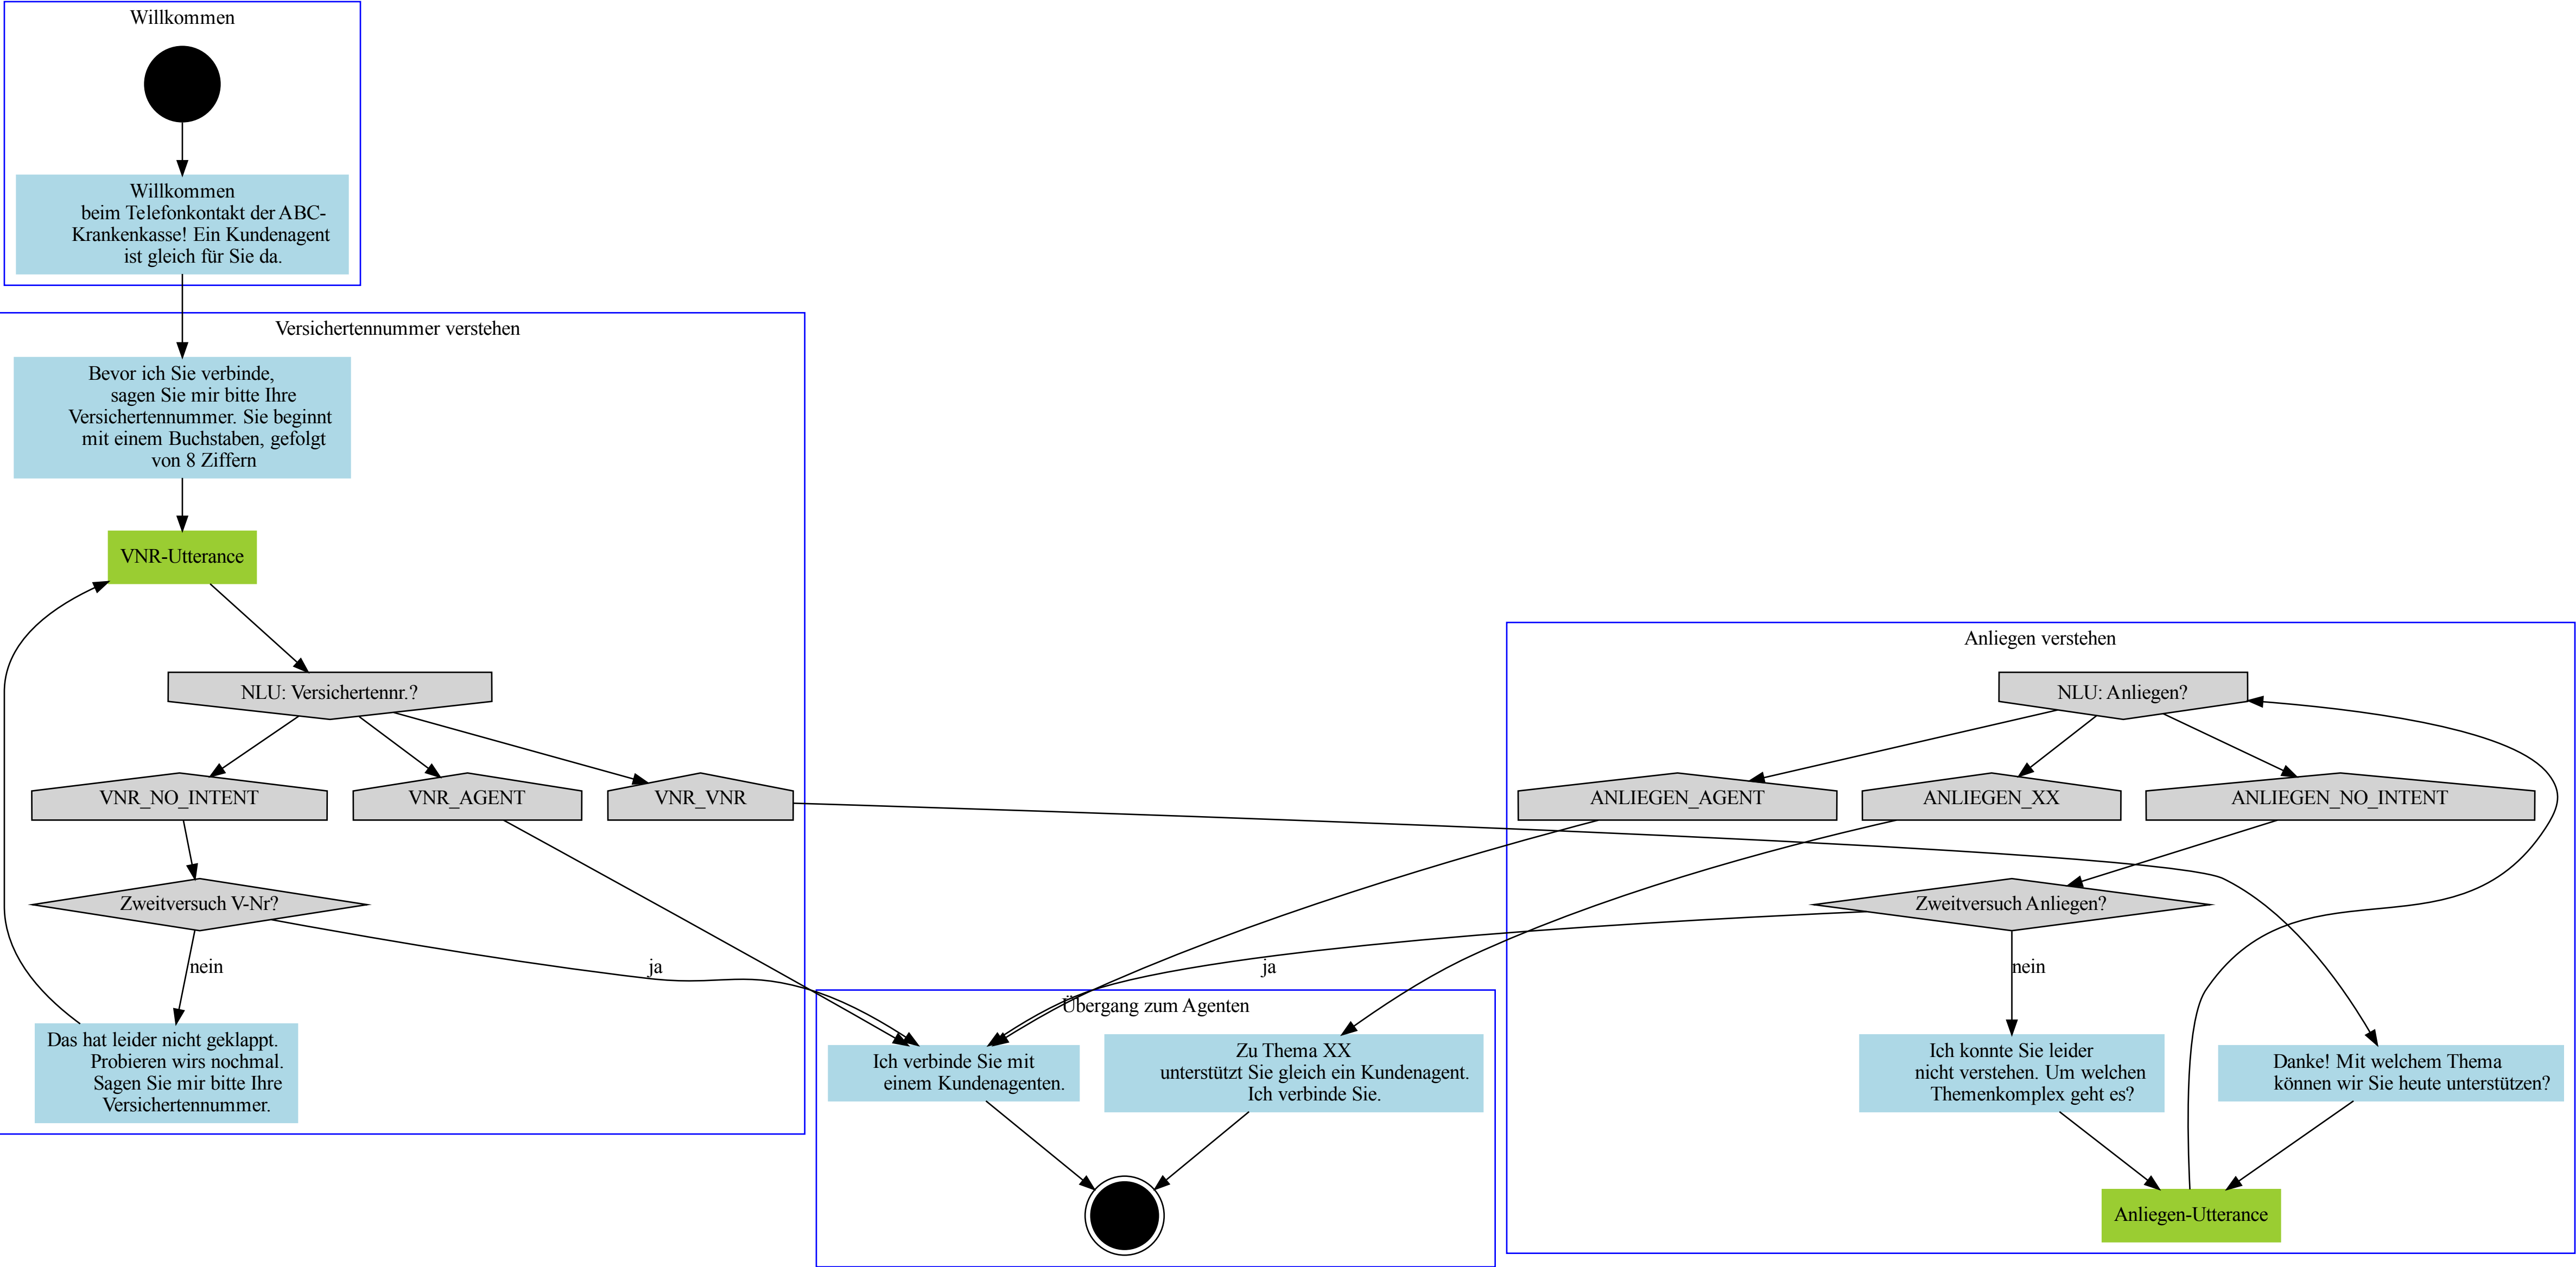 Willkommen
Willkommen
beim Telefonkontakt der ABC-
Krankenkasse! Ein Kundenagent
ist gleich für Sie da.
Versichertennummer verstehen
Bevor ich Sie verbinde,
sagen Sie mir bitte Ihre
Versichertennummer. Sie beginnt
mit einem Buchstaben, gefolgt
von 8 Ziffern
VNR-Utterance
NLU: Versichertennr.?
VNR_NO_INTENT
VNR_AGENT
VNR_VNR
Zweitversuch V-Nr?
nein
ja
Das hat leider nicht geklappt.
Probieren wirs nochmal.
Sagen Sie mir bitte Ihre
Versichertennummer.
Übergang zum Agenten
Ich verbinde Sie mit
einem Kundenagenten.
Zu Thema XX
unterstützt Sie gleich ein Kundenagent.
Ich verbinde Sie.
Anliegen verstehen
NLU: Anliegen?
ANLIEGEN_AGENT
ANLIEGEN_XX
ANLIEGEN_NO_INTENT
Zweitversuch Anliegen?
ja
nein
Ich konnte Sie leider
nicht verstehen. Um welchen
Themenkomplex geht es?
Danke! Mit welchem Thema
können wir Sie heute unterstützen?
Anliegen-Utterance